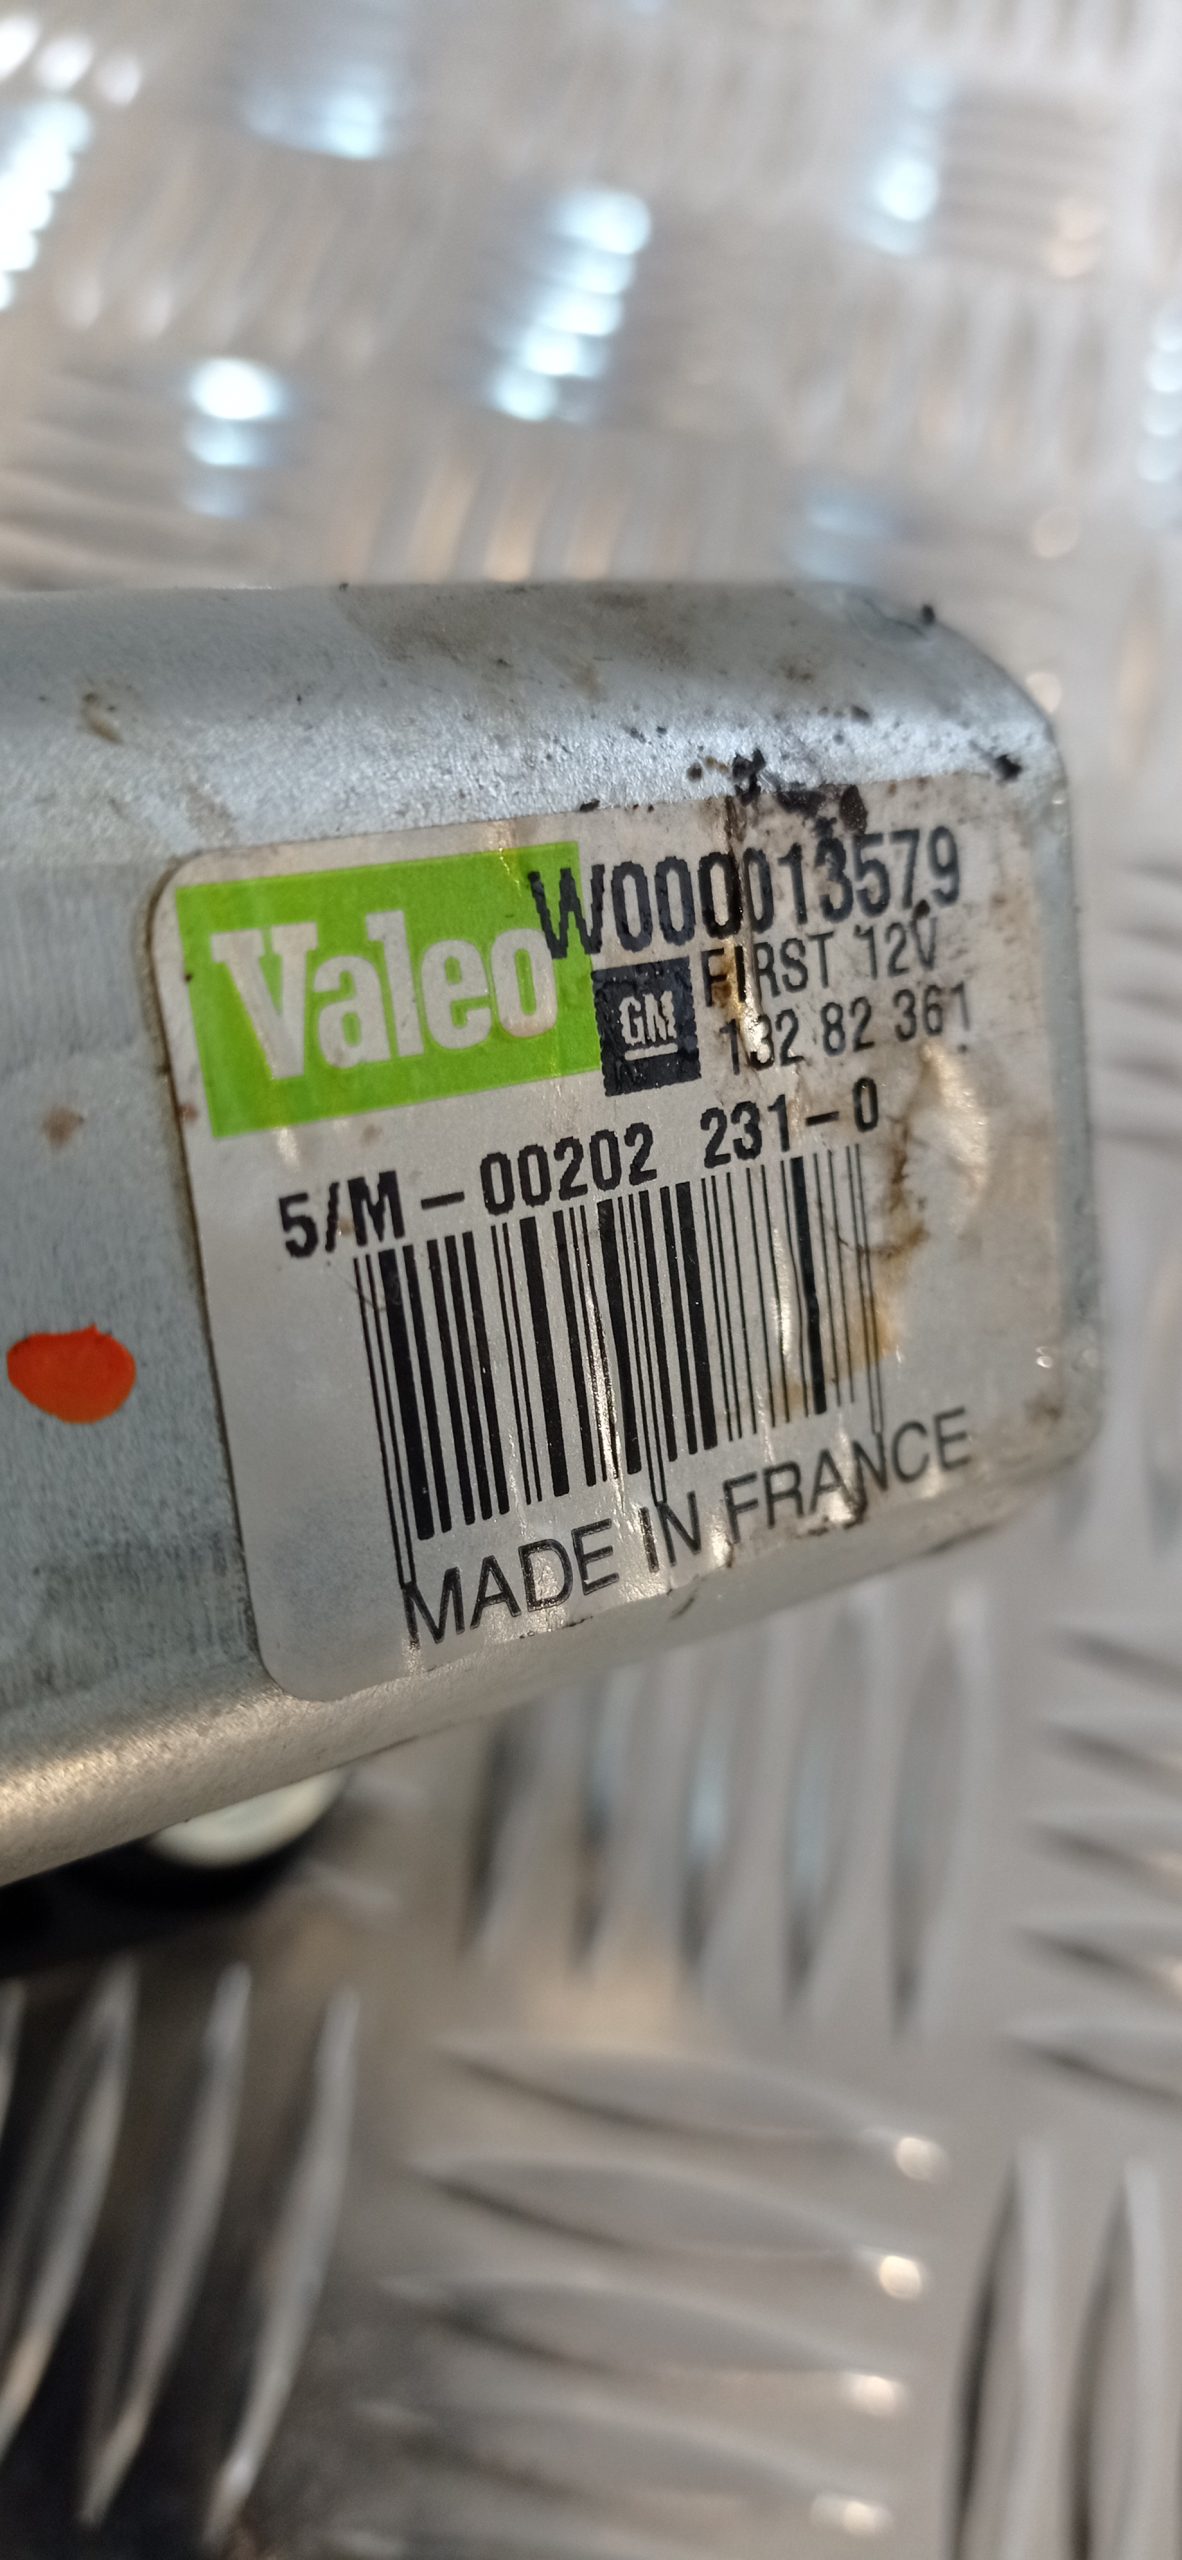 Valeo W000013579
GM FIRST 12V
132 82 361
5/M-00202 231-0
MADE IN FRANCE